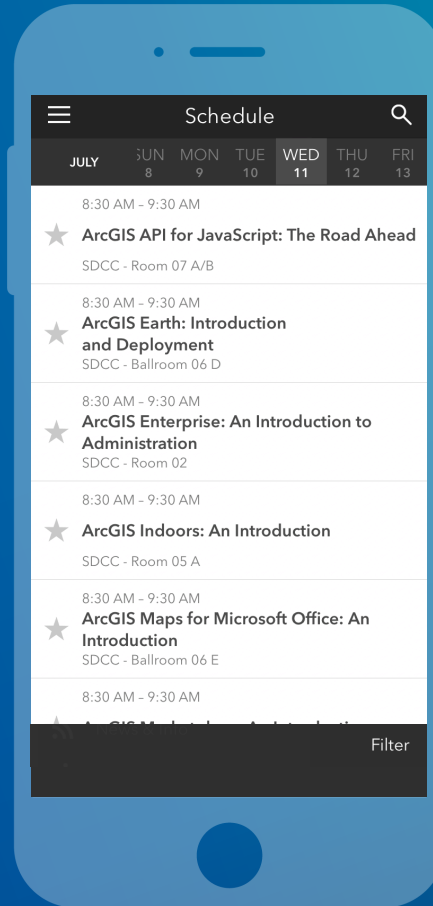 Schedule
JULY
SUN MON TUE WED THU FRI
8 9 10 11 12 13
8:30 AM – 9:30 AM
ArcGIS API for JavaScript: The Road Ahead
SDCC - Room 07 A/B
8:30 AM – 9:30 AM
ArcGIS Earth: Introduction
and Deployment
SDCC - Ballroom 06 D
8:30 AM – 9:30 AM
ArcGIS Enterprise: An Introduction to
Administration
SDCC - Room 02
8:30 AM – 9:30 AM
ArcGIS Indoors: An Introduction
SDCC - Room 05 A
8:30 AM – 9:30 AM
ArcGIS Maps for Microsoft Office: An
Introduction
SDCC - Ballroom 06 E
8:30 AM – 9:30 AM
Filter